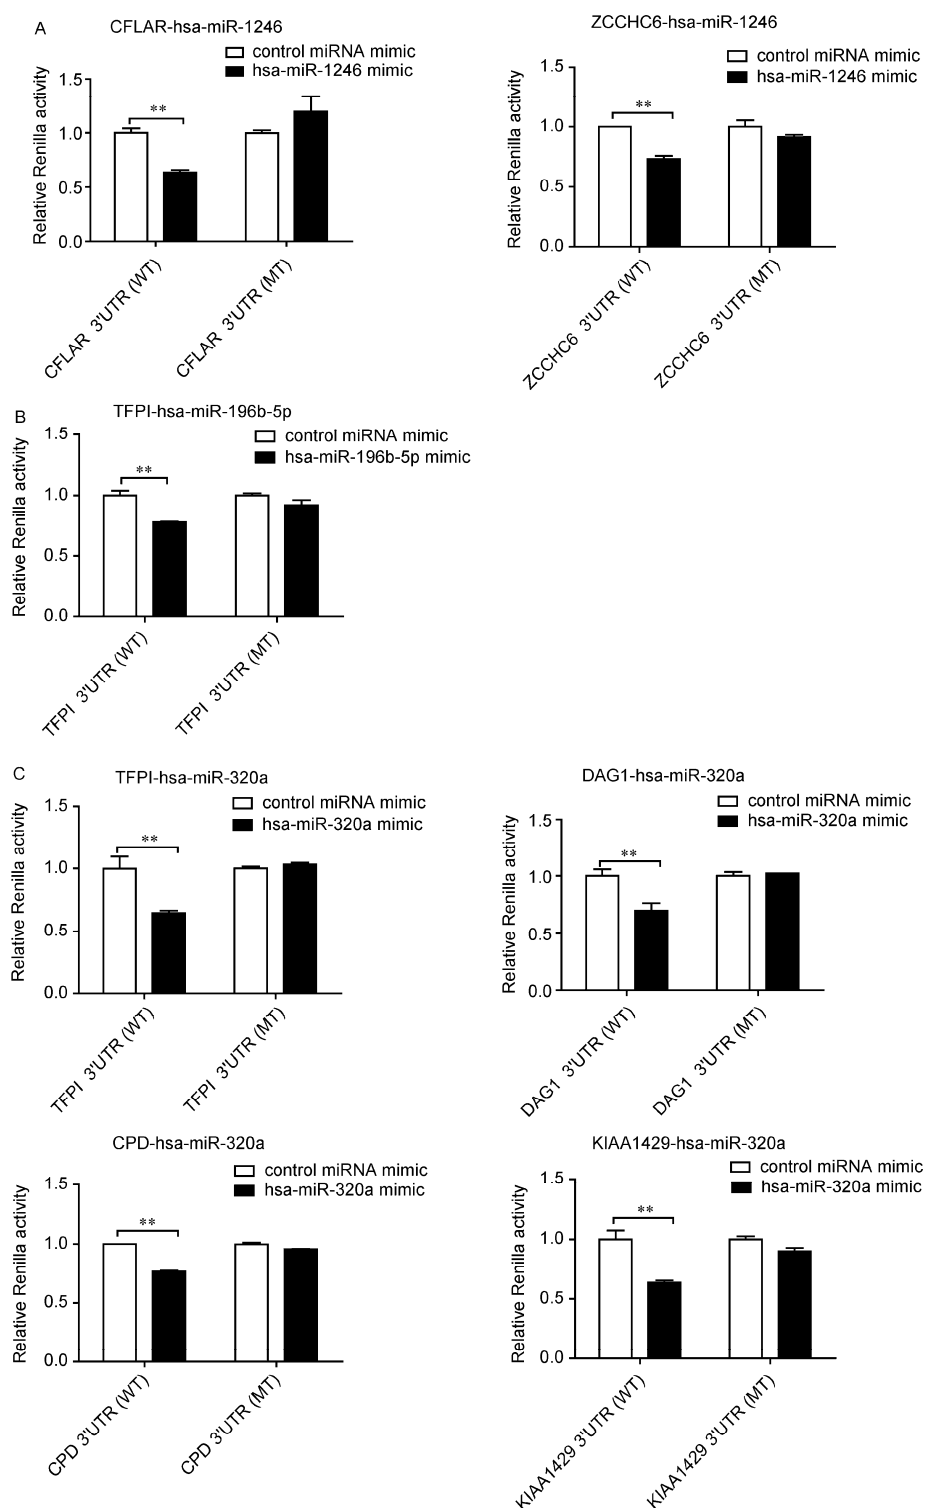 A
CFLAR-hsa-miR-1246
control miRNA mimic
hsa-miR-1246 mimic
Relative Renilla activity
1.5
1.0
0.5
0.0
**
CFLAR 3'UTR (WT)
CFLAR 3'UTR (MT)
ZCCHC6-hsa-miR-1246
control miRNA mimic
hsa-miR-1246 mimic
Relative Renilla activity
1.5
1.0
0.5
0.0
**
ZCCHC6 3'UTR (WT)
ZCCHC6 3'UTR (MT)
B
TFPI-hsa-miR-196b-5p
control miRNA mimic
hsa-miR-196b-5p mimic
Relative Renilla activity
1.5
1.0
0.5
0.0
**
TFPI 3'UTR (WT)
TFPI 3'UTR (MT)
C
TFPI-hsa-miR-320a
control miRNA mimic
hsa-miR-320a mimic
Relative Renilla activity
1.5
1.0
0.5
0.0
**
TFPI 3'UTR (WT)
TFPI 3'UTR (MT)
DAG1-hsa-miR-320a
control miRNA mimic
hsa-miR-320a mimic
Relative Renilla activity
1.5
1.0
0.5
0.0
**
DAG1 3'UTR (WT)
DAG1 3'UTR (MT)
CPD-hsa-miR-320a
control miRNA mimic
hsa-miR-320a mimic
Relative Renilla activity
1.5
1.0
0.5
0.0
**
CPD 3'UTR (WT)
CPD 3'UTR (MT)
KIAA1429-hsa-miR-320a
control miRNA mimic
hsa-miR-320a mimic
Relative Renilla activity
1.5
1.0
0.5
0.0
**
KIAA1429 3'UTR (WT)
KIAA1429 3'UTR (MT)